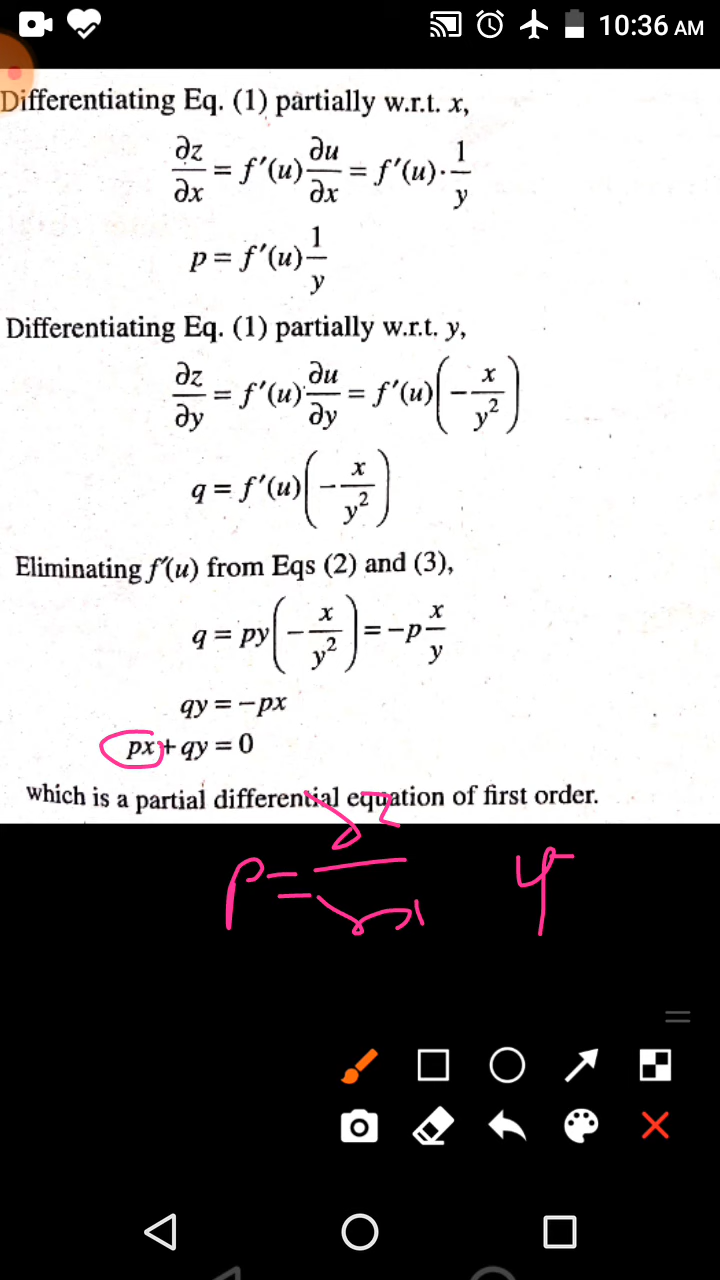 10:36 AM
Differentiating Eq. (1) partially w.r.t. x,
∂z/∂x = f′(u) ∂u/∂x = f′(u)·1/y
p = f′(u) 1/y
Differentiating Eq. (1) partially w.r.t. y,
∂z/∂y = f′(u)·∂u/∂y = f′(u)(−x/y²)
q = f′(u)(−x/y²)
Eliminating f′(u) from Eqs (2) and (3),
q = py(−x/y²) = −p x/y
qy = −px
px + qy = 0
which is a partial differential equation of first order.
p =